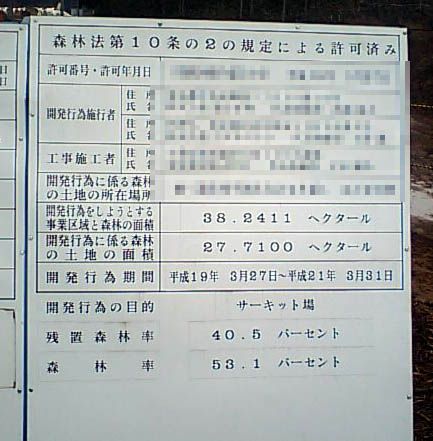 森林法第10条の2の規定による許可済み
許可番号・許可年月日
開発行為施行者
住所
氏名
住所
氏名
工事施工者
住所
氏名
開発行為に係る森林
の土地の所在場所
開発行為をしようとする
事業区域と森林の面積
38.2411 ヘクタール
開発行為に係る森林
の土地の面積
27.7100 ヘクタール
開発行為期間
平成19年 3月27日~平成21年 3月31日
開発行為の目的
サーキット場
残置森林率
40.5 パーセント
森林率
53.1 パーセント